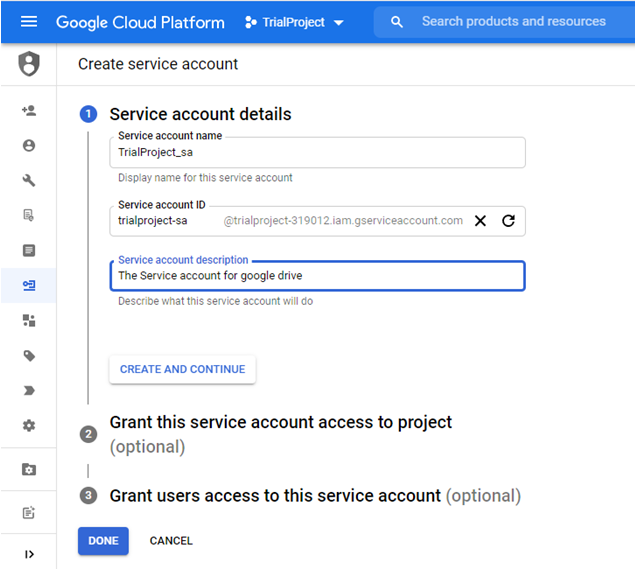 Google Cloud Platform TrialProject Search products and resources
Create service account
1 Service account details
Service account name
TrialProject_sa
Display name for this service account
Service account ID
trialproject-sa @trialproject-319012.iam.gserviceaccount.com
Service account description
The Service account for google drive
Describe what this service account will do
CREATE AND CONTINUE
2 Grant this service account access to project
(optional)
3 Grant users access to this service account (optional)
DONE CANCEL